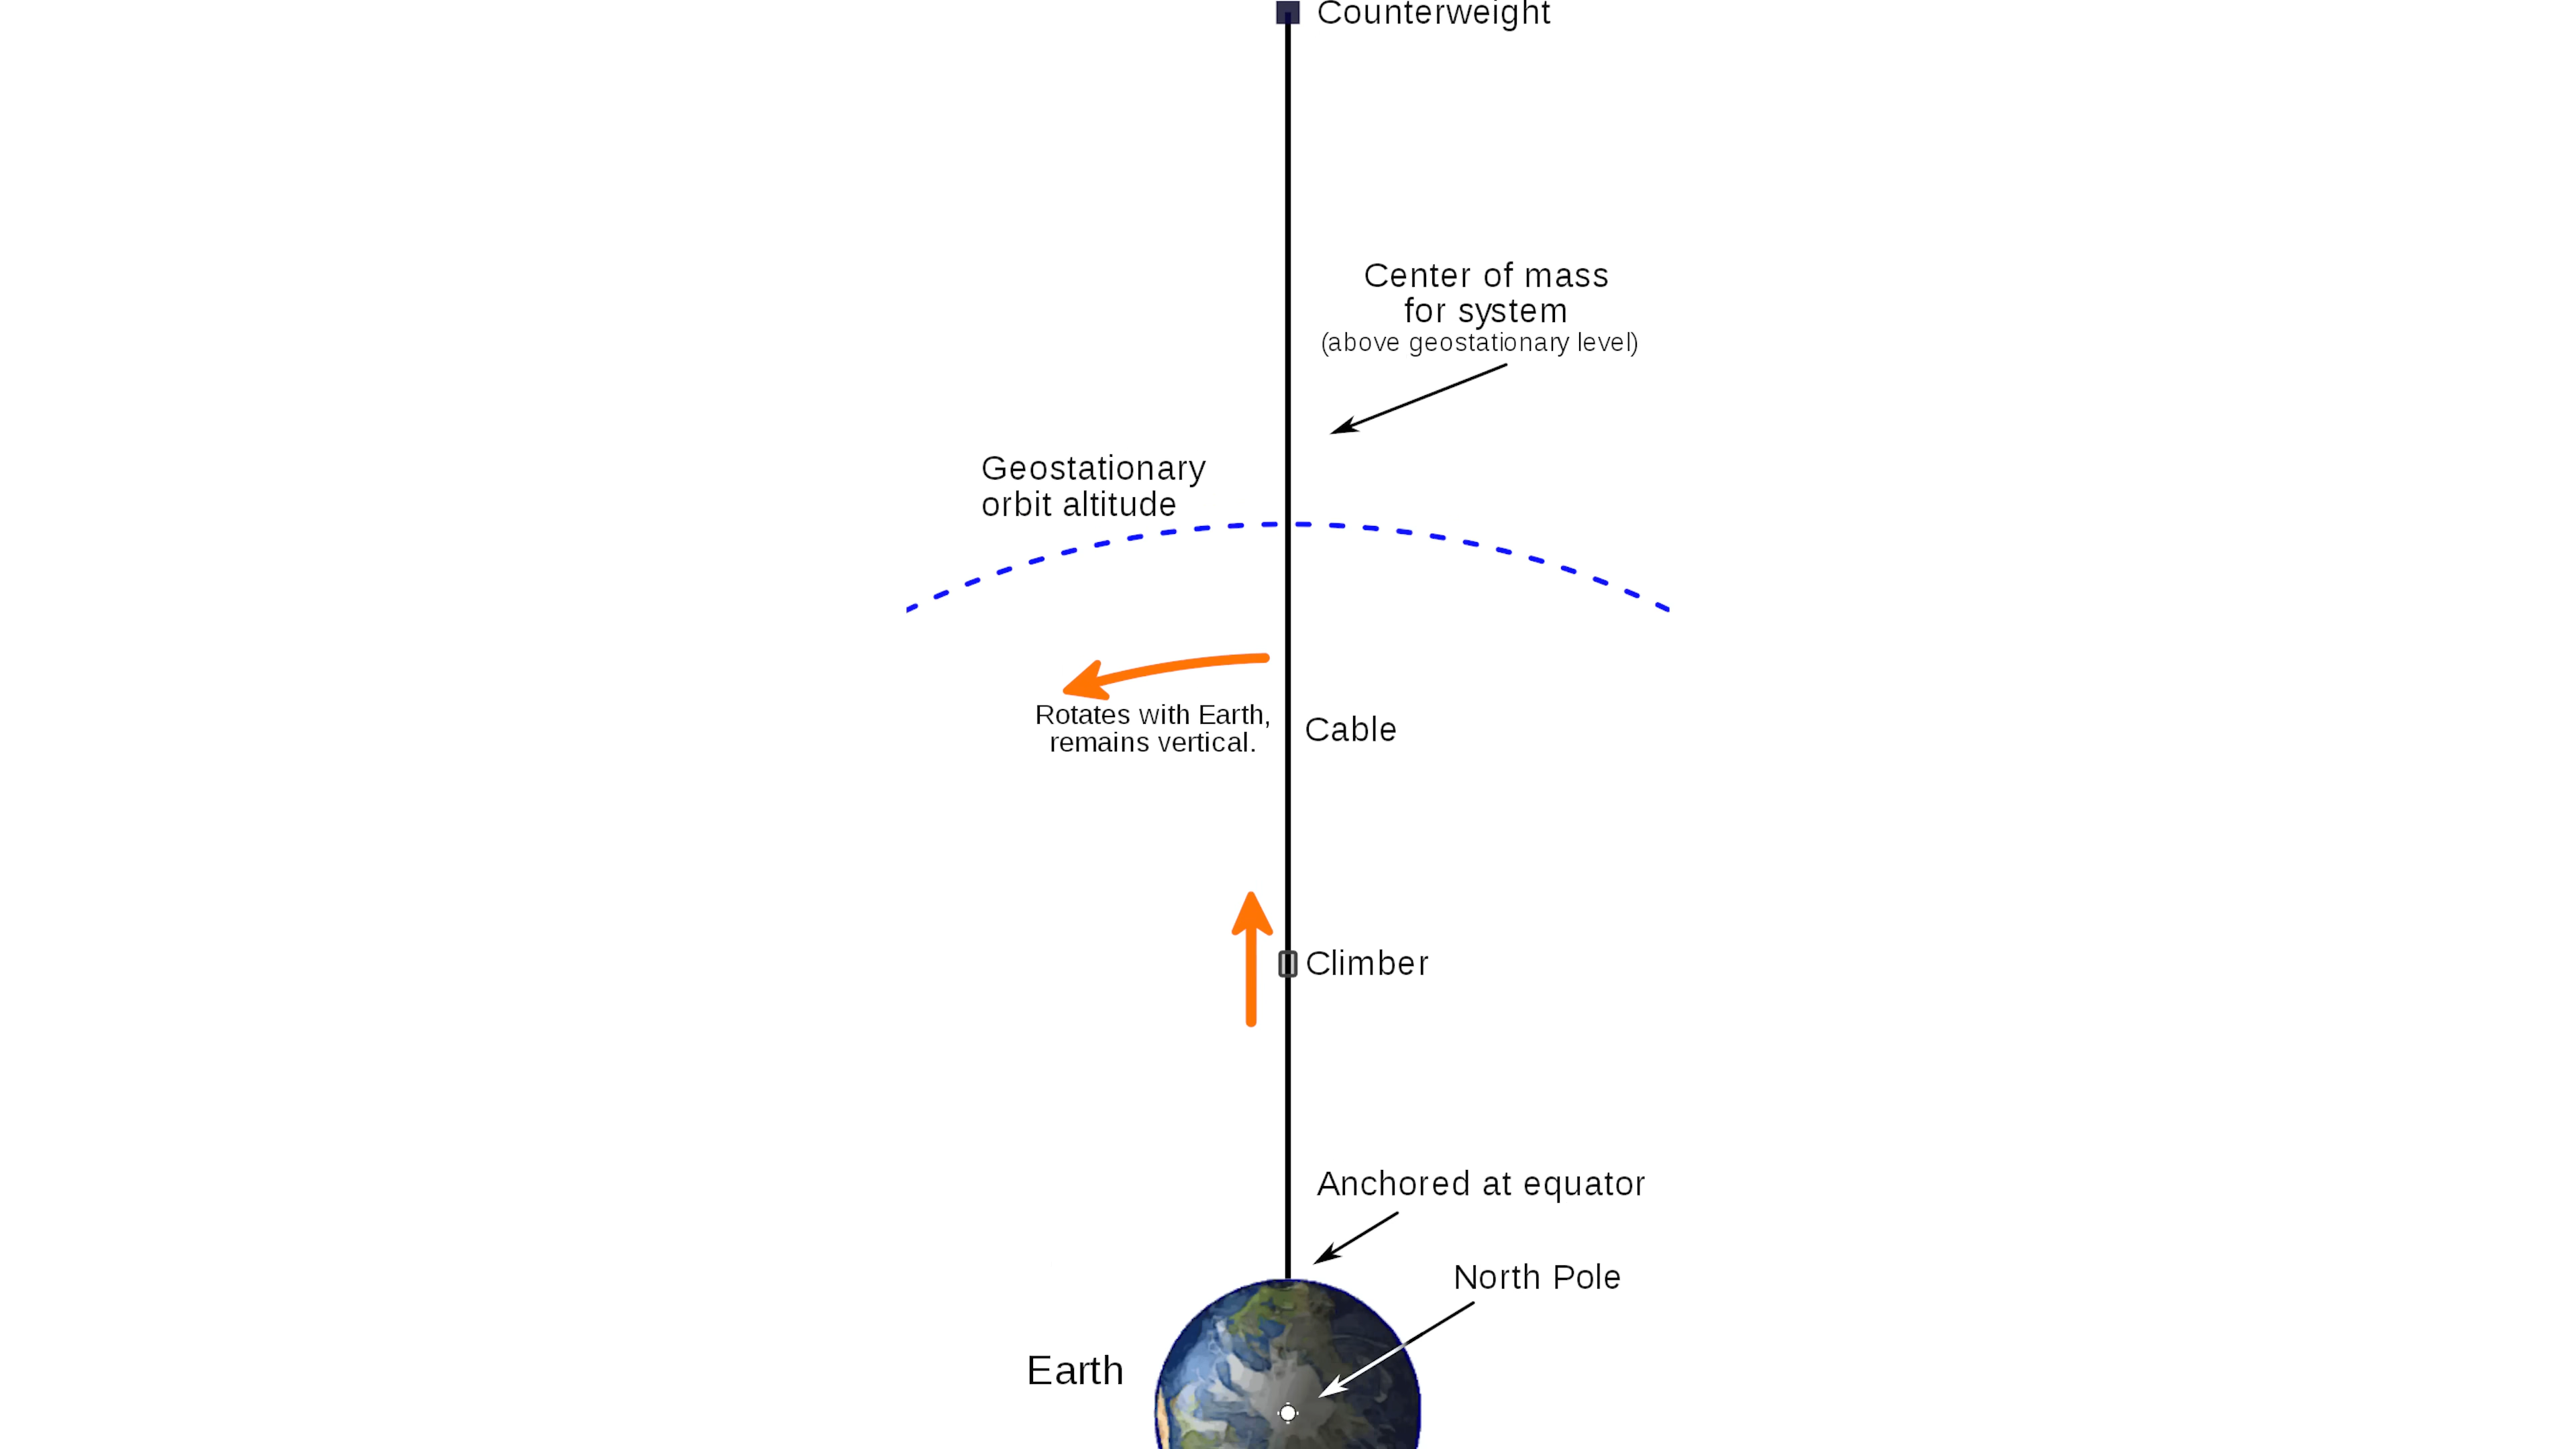 Counterweight
Center of mass
for system
(above geostationary level)
Geostationary
orbit altitude
Rotates with Earth,
remains vertical.
Cable
Climber
Anchored at equator
North Pole
Earth